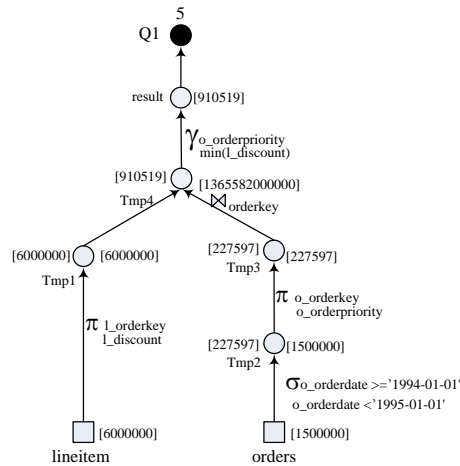 5
Q1
result [910519]
γ o_orderpriority
min(l_discount)
[910519] [1365582000000]
Tmp4 ⋈ orderkey
[6000000] [6000000] [227597] [227597]
Tmp1 Tmp3
π l_orderkey
l_discount
π o_orderkey
o_orderpriority
[227597] [1500000]
Tmp2
σ o_orderdate >='1994-01-01'
o_orderdate <'1995-01-01'
[6000000] [1500000]
lineitem orders